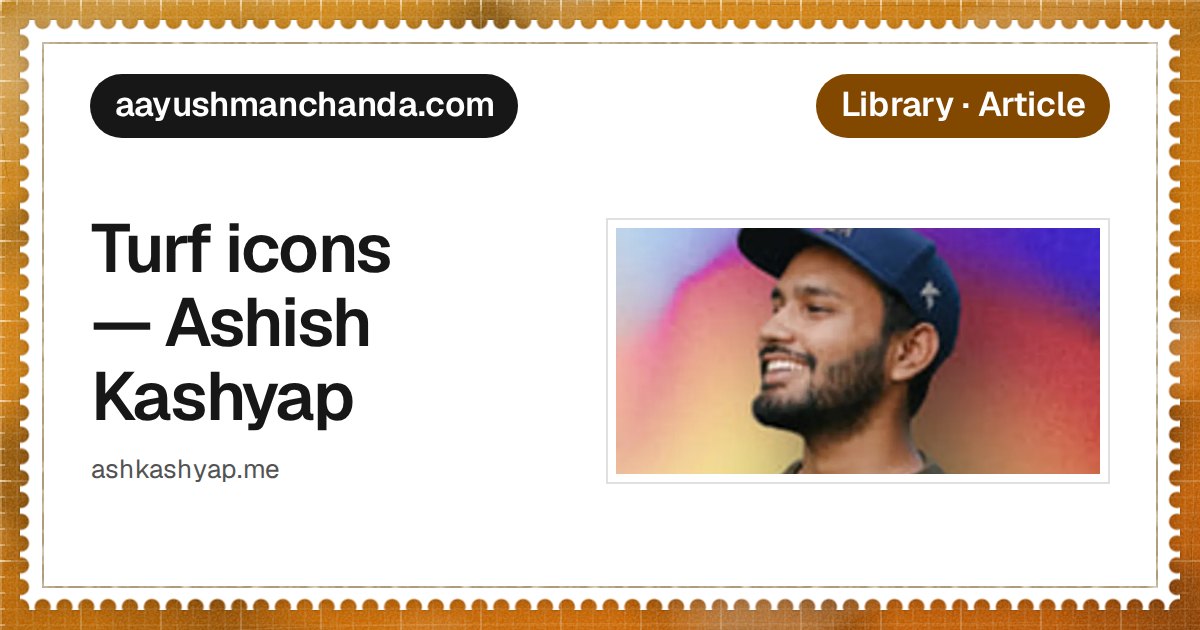 aayushmanchanda.com
Library · Article
Turf icons
— Ashish
Kashyap
ashkashyap.me